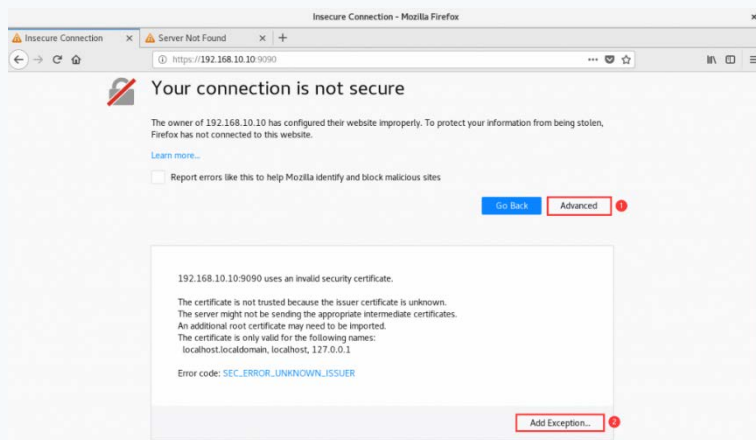 Insecure Connection - Mozilla Firefox
Insecure Connection
Server Not Found
https://192.168.10.10:9090
Your connection is not secure
The owner of 192.168.10.10 has configured their website improperly. To protect your information from being stolen,
Firefox has not connected to this website.
Learn more...
Report errors like this to help Mozilla identify and block malicious sites
Go Back Advanced 1
192.168.10.10:9090 uses an invalid security certificate.
The certificate is not trusted because the issuer certificate is unknown.
The server might not be sending the appropriate intermediate certificates.
An additional root certificate may need to be imported.
The certificate is only valid for the following names:
localhost.localdomain, localhost, 127.0.0.1
Error code: SEC_ERROR_UNKNOWN_ISSUER
Add Exception... 2